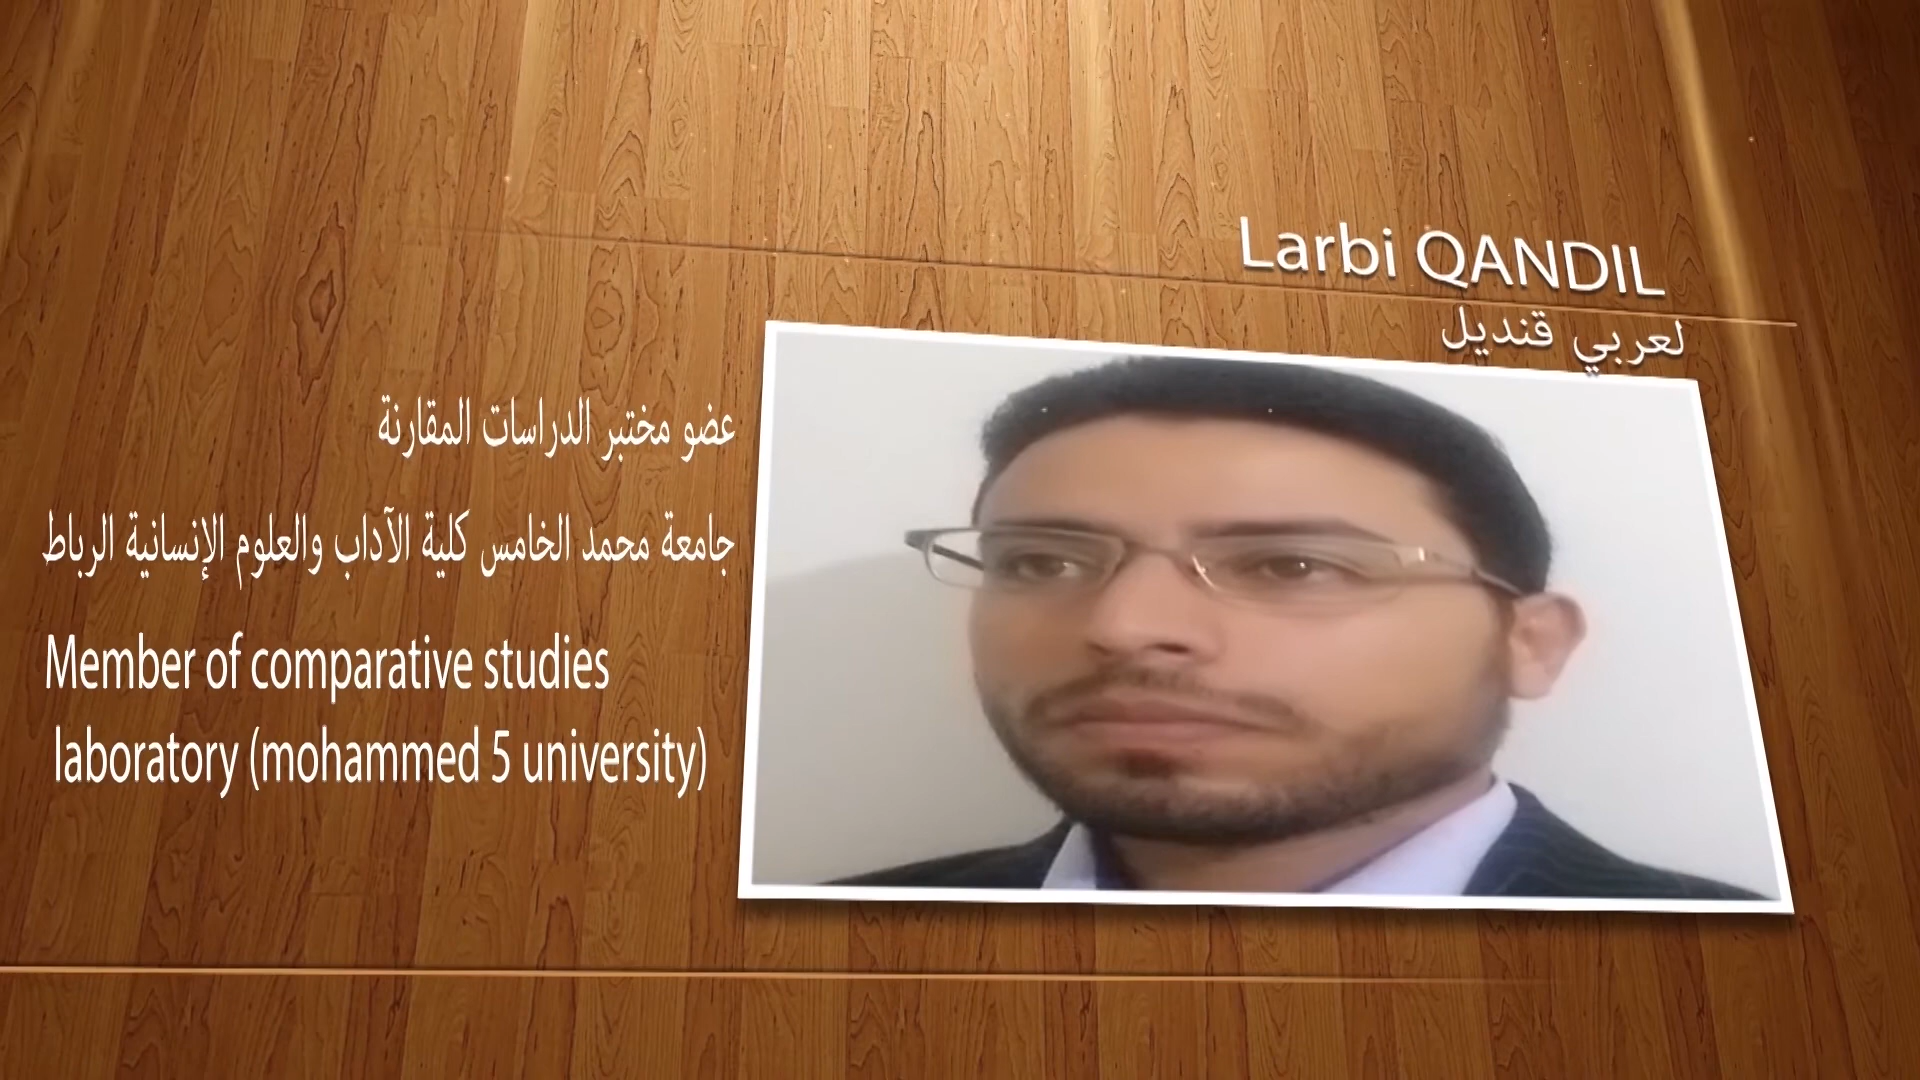 Larbi QANDIL
لعربي قنديل
عضو مختبر الدراسات المقارنة
جامعة محمد الخامس كلية الآداب والعلوم الإنسانية الرباط
Member of comparative studies
laboratory (mohammed 5 university)